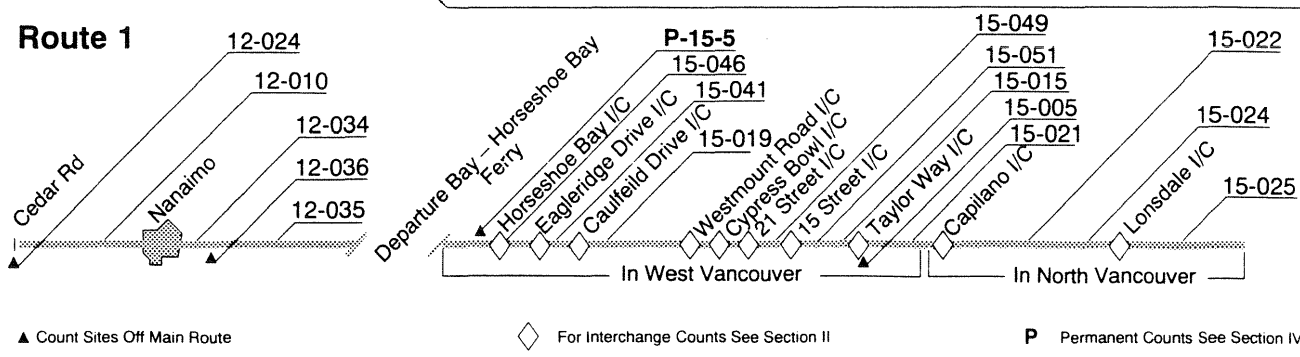 Route 1
12-024
12-010
12-034
12-036
12-035
Cedar Rd
Nanaimo
Departure Bay – Horseshoe Bay
Ferry
P-15-5
15-046
15-041
15-019
Horseshoe Bay I/C
Eagleridge Drive I/C
Caulfeild Drive I/C
Westmount Road I/C
Cypress Bowl I/C
21 Street I/C
15 Street I/C
15-049
15-051
15-015
15-005
15-021
Taylor Way I/C
Capilano I/C
15-022
15-024
Lonsdale I/C
15-025
In West Vancouver
In North Vancouver
▲ Count Sites Off Main Route
For Interchange Counts See Section II
P Permanent Counts See Section IV